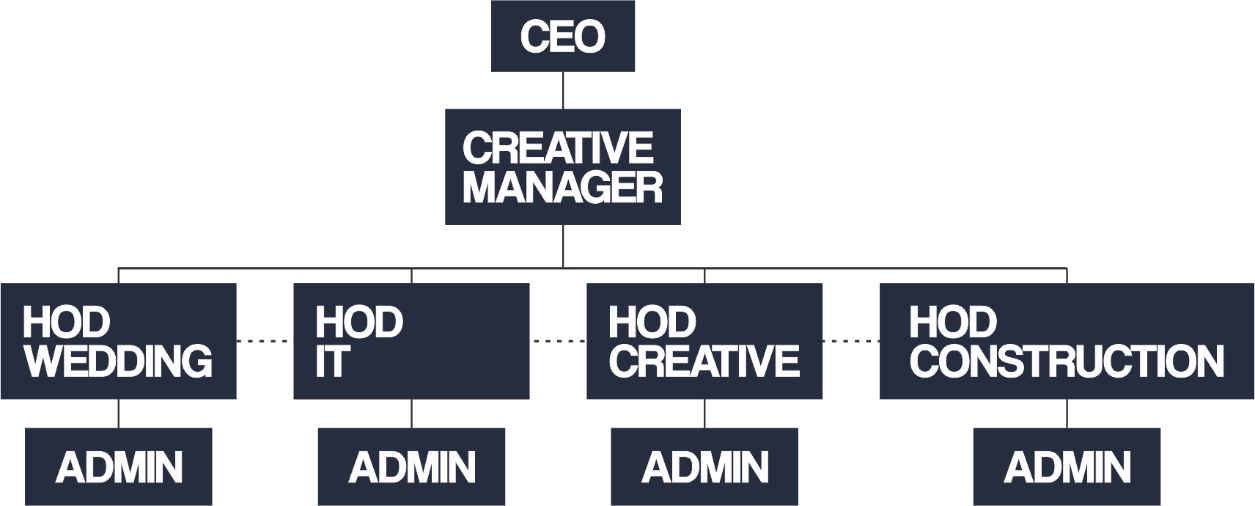 CEO
CREATIVE
MANAGER
HOD
WEDDING
HOD
IT
HOD
CREATIVE
HOD
CONSTRUCTION
ADMIN
ADMIN
ADMIN
ADMIN